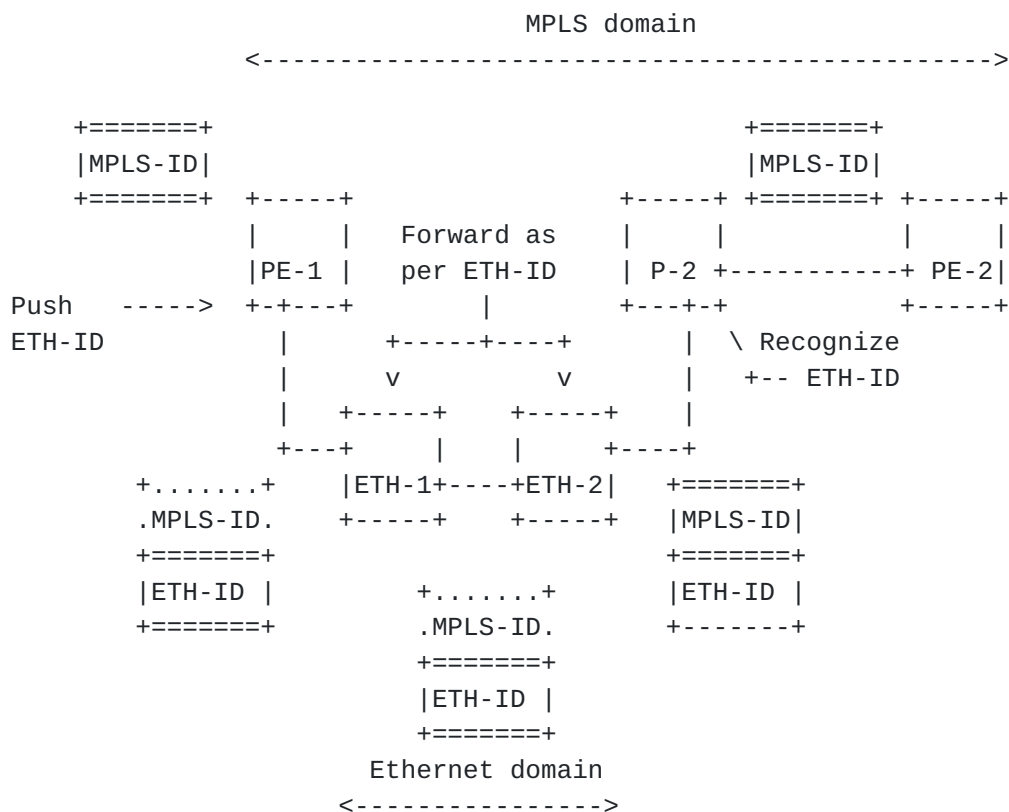 MPLS domain
<----------------------------------------------->
+=======+ +=======+
|MPLS-ID| |MPLS-ID|
+=======+ +-----+ +-----+ +=======+ +-----+
| | Forward as | | | |
|PE-1 | per ETH-ID | P-2 +-----------+ PE-2|
Push -----> +-+---+ | +---+-+ +-----+
ETH-ID | +-----+----+ | \ Recognize
| v v | +-- ETH-ID
| +-----+ +-----+ |
+---+ | | +----+
+.......+ |ETH-1+----+ETH-2| +=======+
.MPLS-ID. +-----+ +-----+ |MPLS-ID|
+=======+ +=======+
|ETH-ID | +.......+ |ETH-ID |
+=======+ .MPLS-ID. +-------+
+=======+
|ETH-ID |
+=======+
Ethernet domain
<---------------->